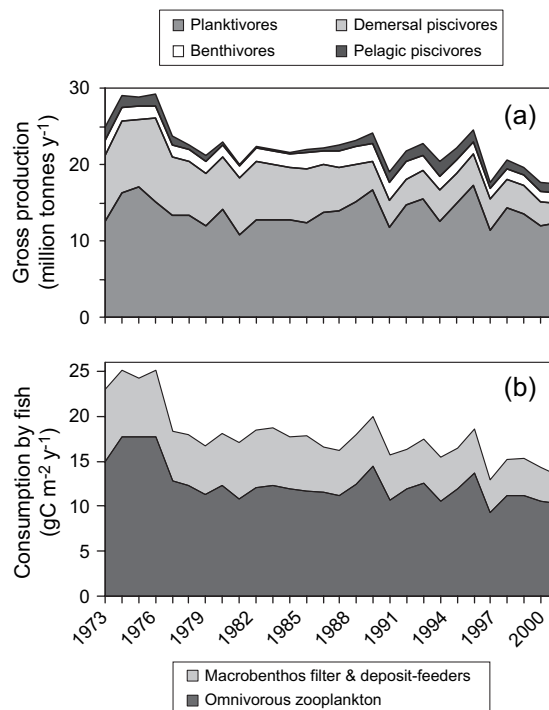 Planktivores
Demersal piscivores
Benthivores
Pelagic piscivores
30
20
10
0
Gross production
(million tonnes y-1)
(a)
25
20
15
10
5
0
Consumption by fish
(gC m-2 y-1)
(b)
1973
1976
1979
1982
1985
1988
1991
1994
1997
2000
Macrobenthos filter & deposit-feeders
Omnivorous zooplankton